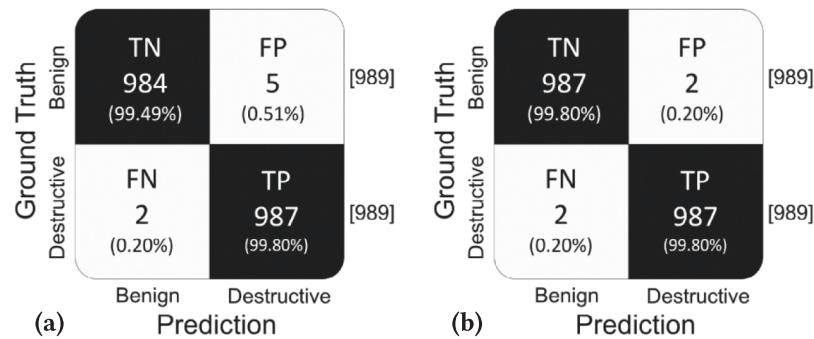 Ground Truth
Benign
Destructive
TN
984
(99.49%)
FP
5
(0.51%)
[989]
FN
2
(0.20%)
TP
987
(99.80%)
[989]
Benign
Destructive
(a)
Prediction
Ground Truth
Benign
Destructive
TN
987
(99.80%)
FP
2
(0.20%)
[989]
FN
2
(0.20%)
TP
987
(99.80%)
[989]
Benign
Destructive
(b)
Prediction